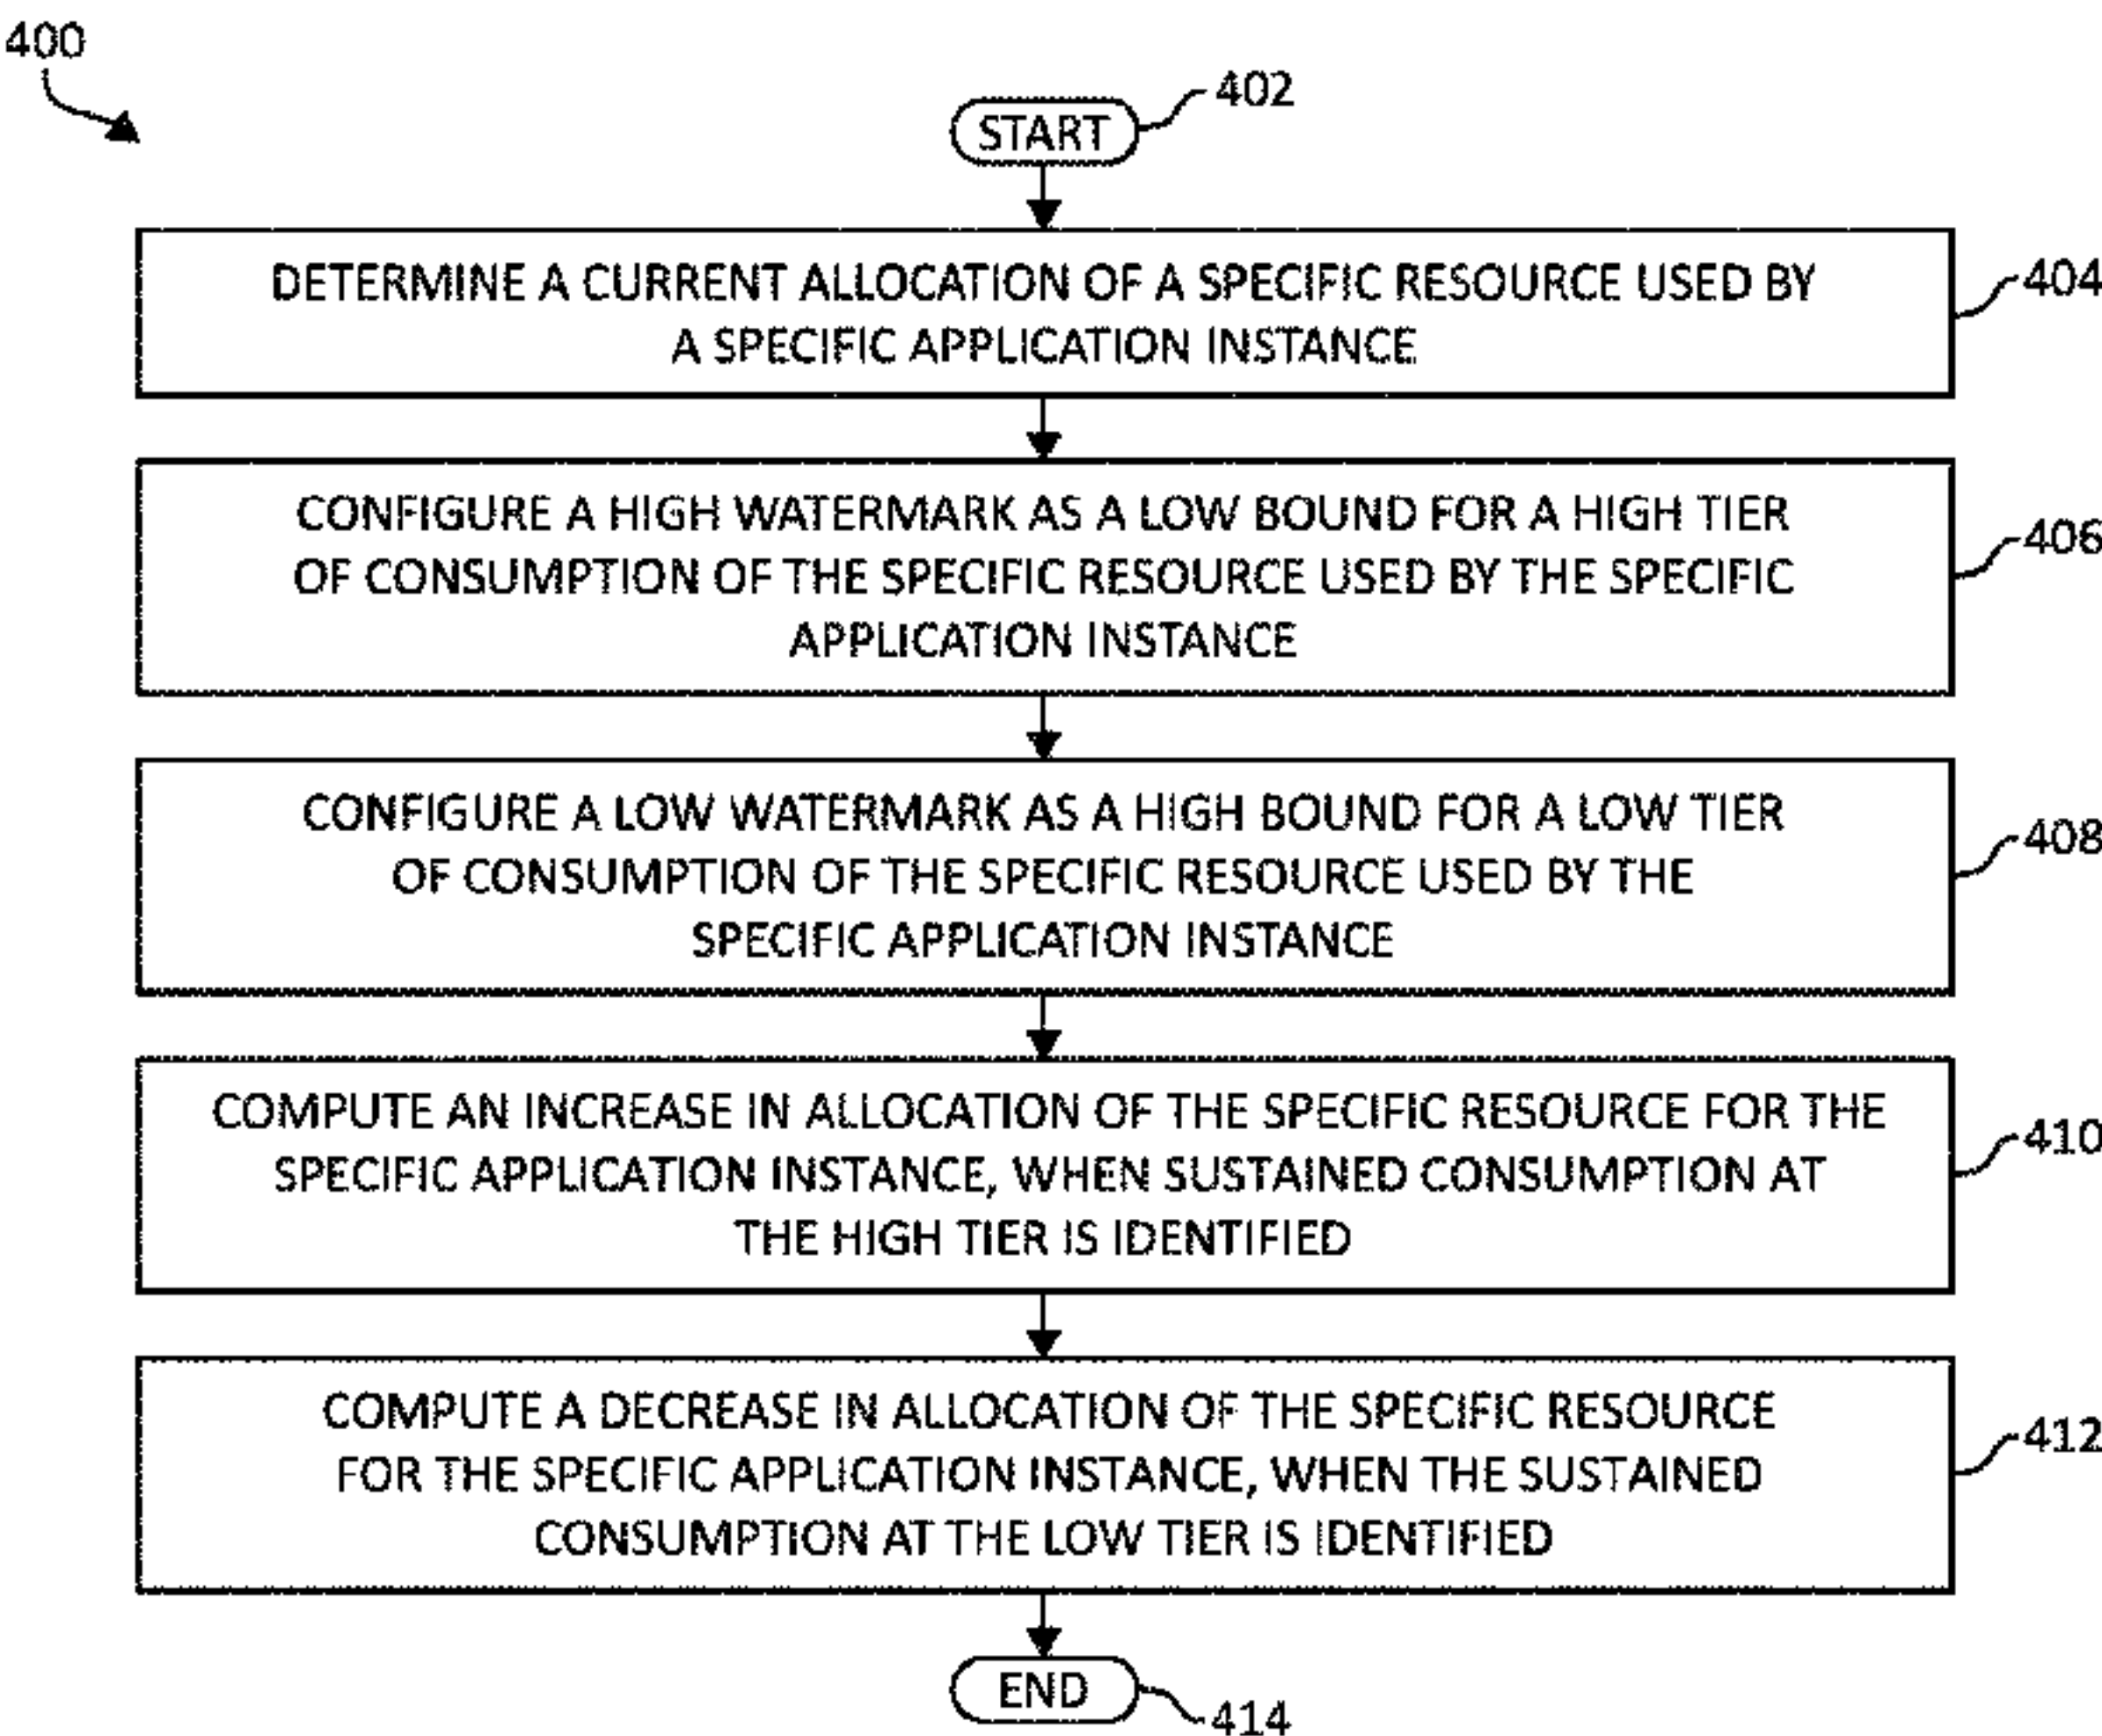 400
402
START
DETERMINE A CURRENT ALLOCATION OF A SPECIFIC RESOURCE USED BY
A SPECIFIC APPLICATION INSTANCE
404
CONFIGURE A HIGH WATERMARK AS A LOW BOUND FOR A HIGH TIER
OF CONSUMPTION OF THE SPECIFIC RESOURCE USED BY THE SPECIFIC
APPLICATION INSTANCE
406
CONFIGURE A LOW WATERMARK AS A HIGH BOUND FOR A LOW TIER
OF CONSUMPTION OF THE SPECIFIC RESOURCE USED BY THE
SPECIFIC APPLICATION INSTANCE
408
COMPUTE AN INCREASE IN ALLOCATION OF THE SPECIFIC RESOURCE FOR THE
SPECIFIC APPLICATION INSTANCE, WHEN SUSTAINED CONSUMPTION AT
THE HIGH TIER IS IDENTIFIED
410
COMPUTE A DECREASE IN ALLOCATION OF THE SPECIFIC RESOURCE
FOR THE SPECIFIC APPLICATION INSTANCE, WHEN THE SUSTAINED
CONSUMPTION AT THE LOW TIER IS IDENTIFIED
412
END
414